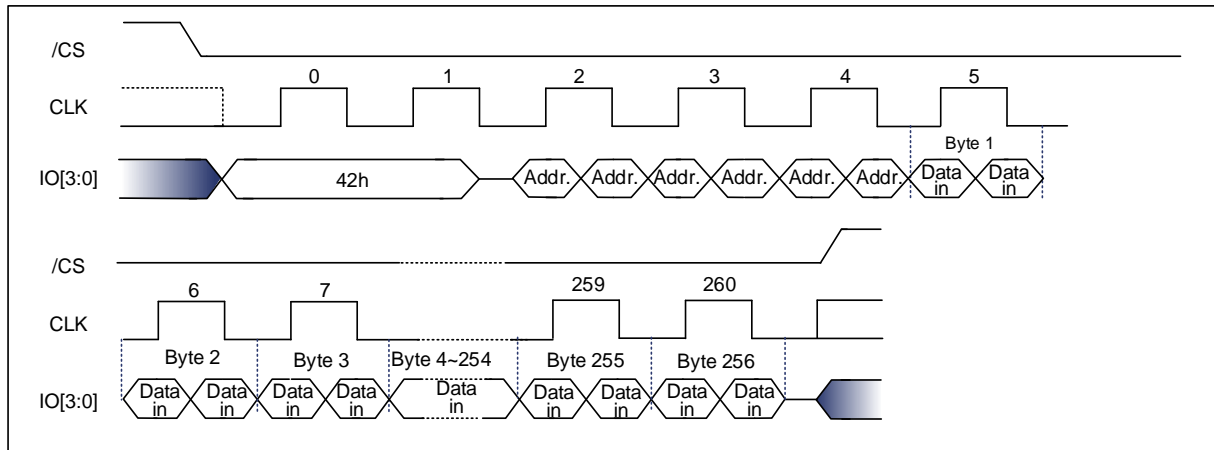 /CS
0 1 2 3 4 5
CLK
Byte 1
IO[3:0] 42h Addr. Addr. Addr. Addr. Addr. Addr. Data in Data in
/CS
6 7 259 260
CLK
Byte 2 Byte 3 Byte 4~254 Byte 255 Byte 256
IO[3:0] Data in Data in Data in Data in Data in Data in Data in Data in Data in